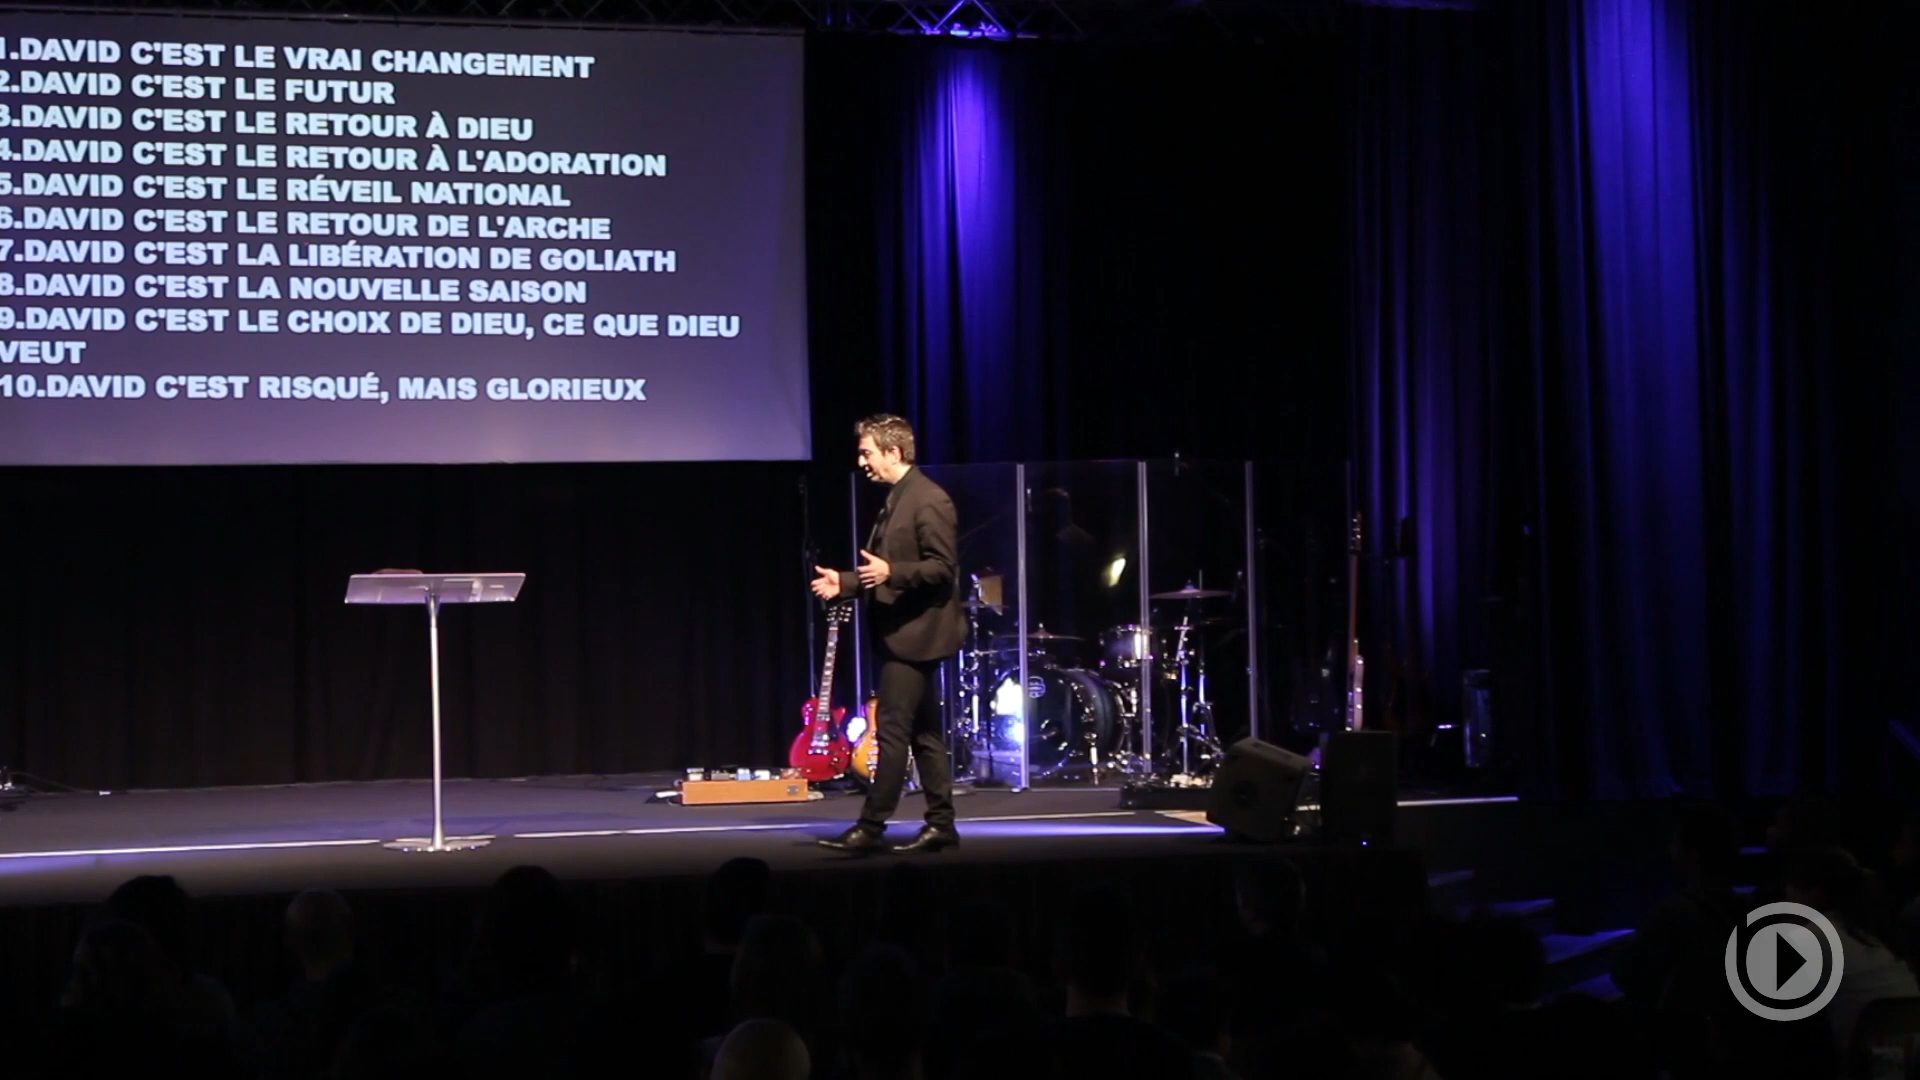 1.DAVID C'EST LE VRAI CHANGEMENT
2.DAVID C'EST LE FUTUR
3.DAVID C'EST LE RETOUR À DIEU
4.DAVID C'EST LE RETOUR À L'ADORATION
5.DAVID C'EST LE RÉVEIL NATIONAL
6.DAVID C'EST LE RETOUR DE L'ARCHE
7.DAVID C'EST LA LIBÉRATION DE GOLIATH
8.DAVID C'EST LA NOUVELLE SAISON
9.DAVID C'EST LE CHOIX DE DIEU, CE QUE DIEU
VEUT
10.DAVID C'EST RISQUÉ, MAIS GLORIEUX